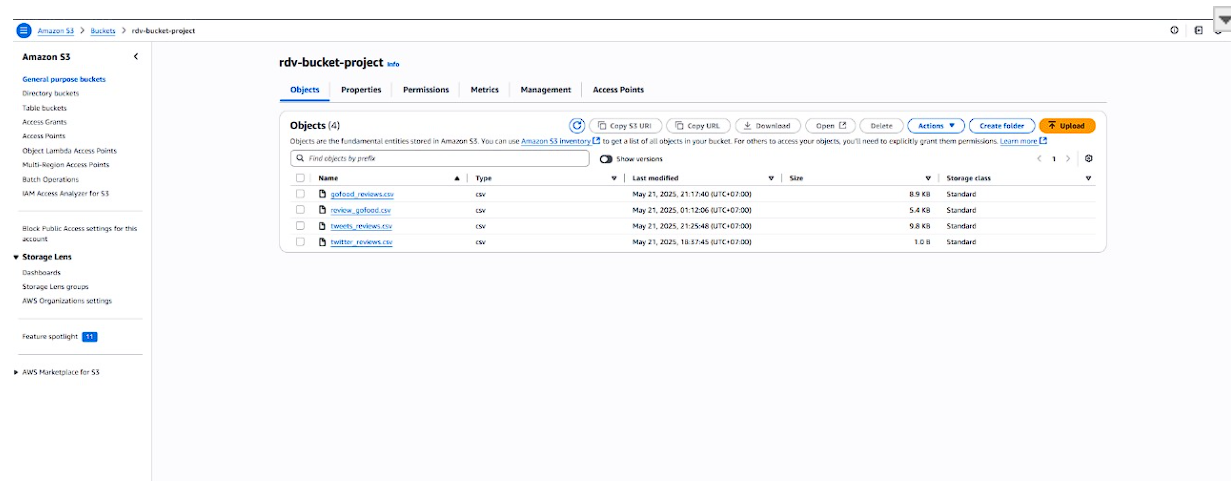 Amazon S3 > Buckets > rdv-bucket-project
Amazon S3
General purpose buckets
Directory buckets
Table buckets
Access Grants
Access Points
Object Lambda Access Points
Multi-Region Access Points
Batch Operations
IAM Access Analyzer for S3
Block Public Access settings for this
account
Storage Lens
Dashboards
Storage Lens groups
AWS Organizations settings
Feature spotlight 11
AWS Marketplace for S3
rdv-bucket-project Info
Objects Properties Permissions Metrics Management Access Points
Objects (4) Copy S3 URI Copy URL Download Open Delete Actions Create folder Upload
Objects are the fundamental entities stored in Amazon S3. You can use Amazon S3 inventory to get a list of all objects in your bucket. For others to access your objects, you'll need to explicitly grant them permissions. Learn more
Find objects by prefix Show versions < 1 >
Name Type Last modified Size Storage class
gofood_reviews.csv csv May 21, 2025, 21:17:40 (UTC+07:00) 8.9 KB Standard
review_gofood.csv csv May 21, 2025, 01:12:06 (UTC+07:00) 5.4 KB Standard
tweets_reviews.csv csv May 21, 2025, 21:25:48 (UTC+07:00) 9.8 KB Standard
twitter_reviews.csv csv May 21, 2025, 18:37:45 (UTC+07:00) 1.0 B Standard